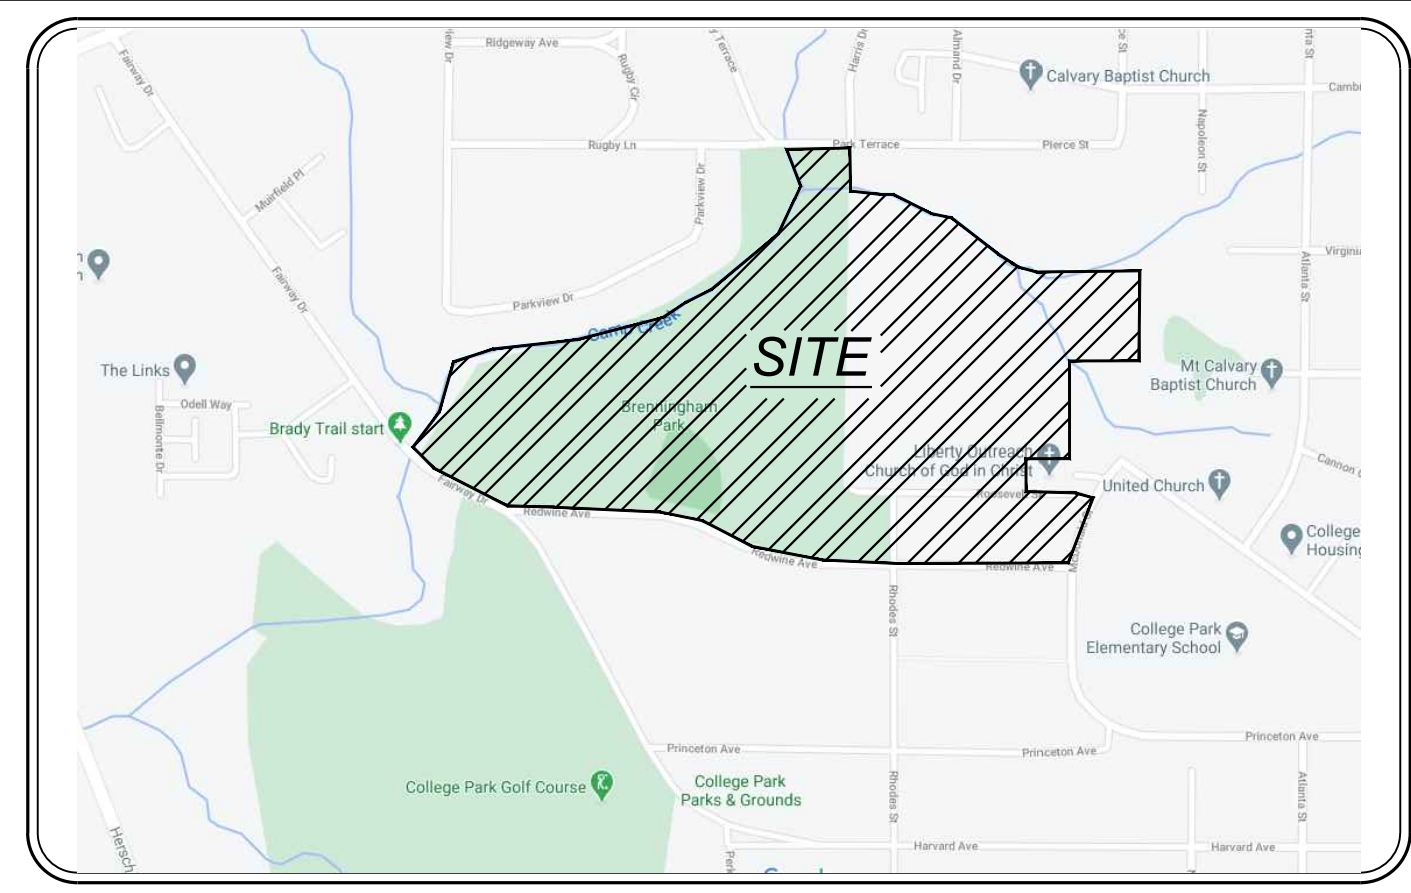 Ridgeway Ave
Fairway Dr
Rugby Cir
Terrace
Harris Dr
Almand Dr
Calvary Baptist Church
Napoleon St
Rugby Ln
Park Terrace
Pierce St
Muirfield Pl
Parkview Dr
Fairway Dr
Parkview Dr
Camp Creek
Atlanta St
SITE
The Links
Mt Calvary
Baptist Church
Odell Way
Bellmonte Dr
Brenningham
Park
Brady Trail start
Liberty Outreach
Church of God in Christ
Roosevelt St
United Church
Cannon
Fairway Dr
Redwine Ave
College
Housing
Redwine Ave
Redwine Ave
Rhodes St
College Park
Elementary School
Princeton Ave
Princeton Ave
Princeton Ave
College Park Golf Course
College Park
Parks & Grounds
Rhodes St
Atlanta St
Harvard Ave
Harvard Ave
Hersch